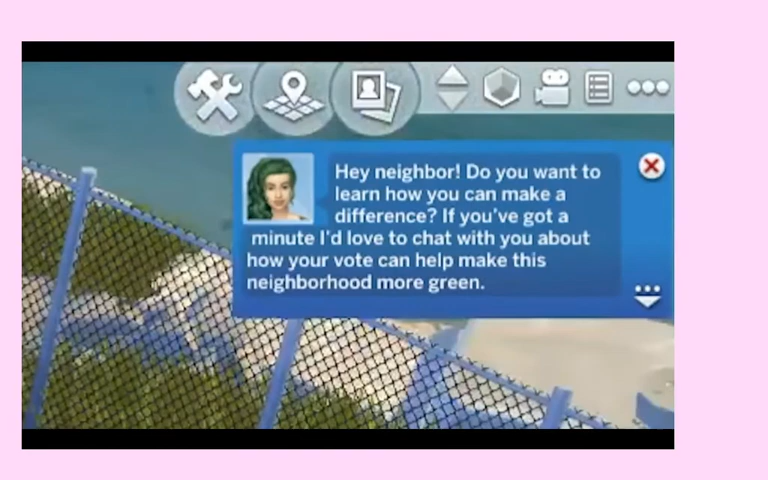 Hey neighbor! Do you want to
learn how you can make a
difference? If you've got a
minute I'd love to chat with you about
how your vote can help make this
neighborhood more green.